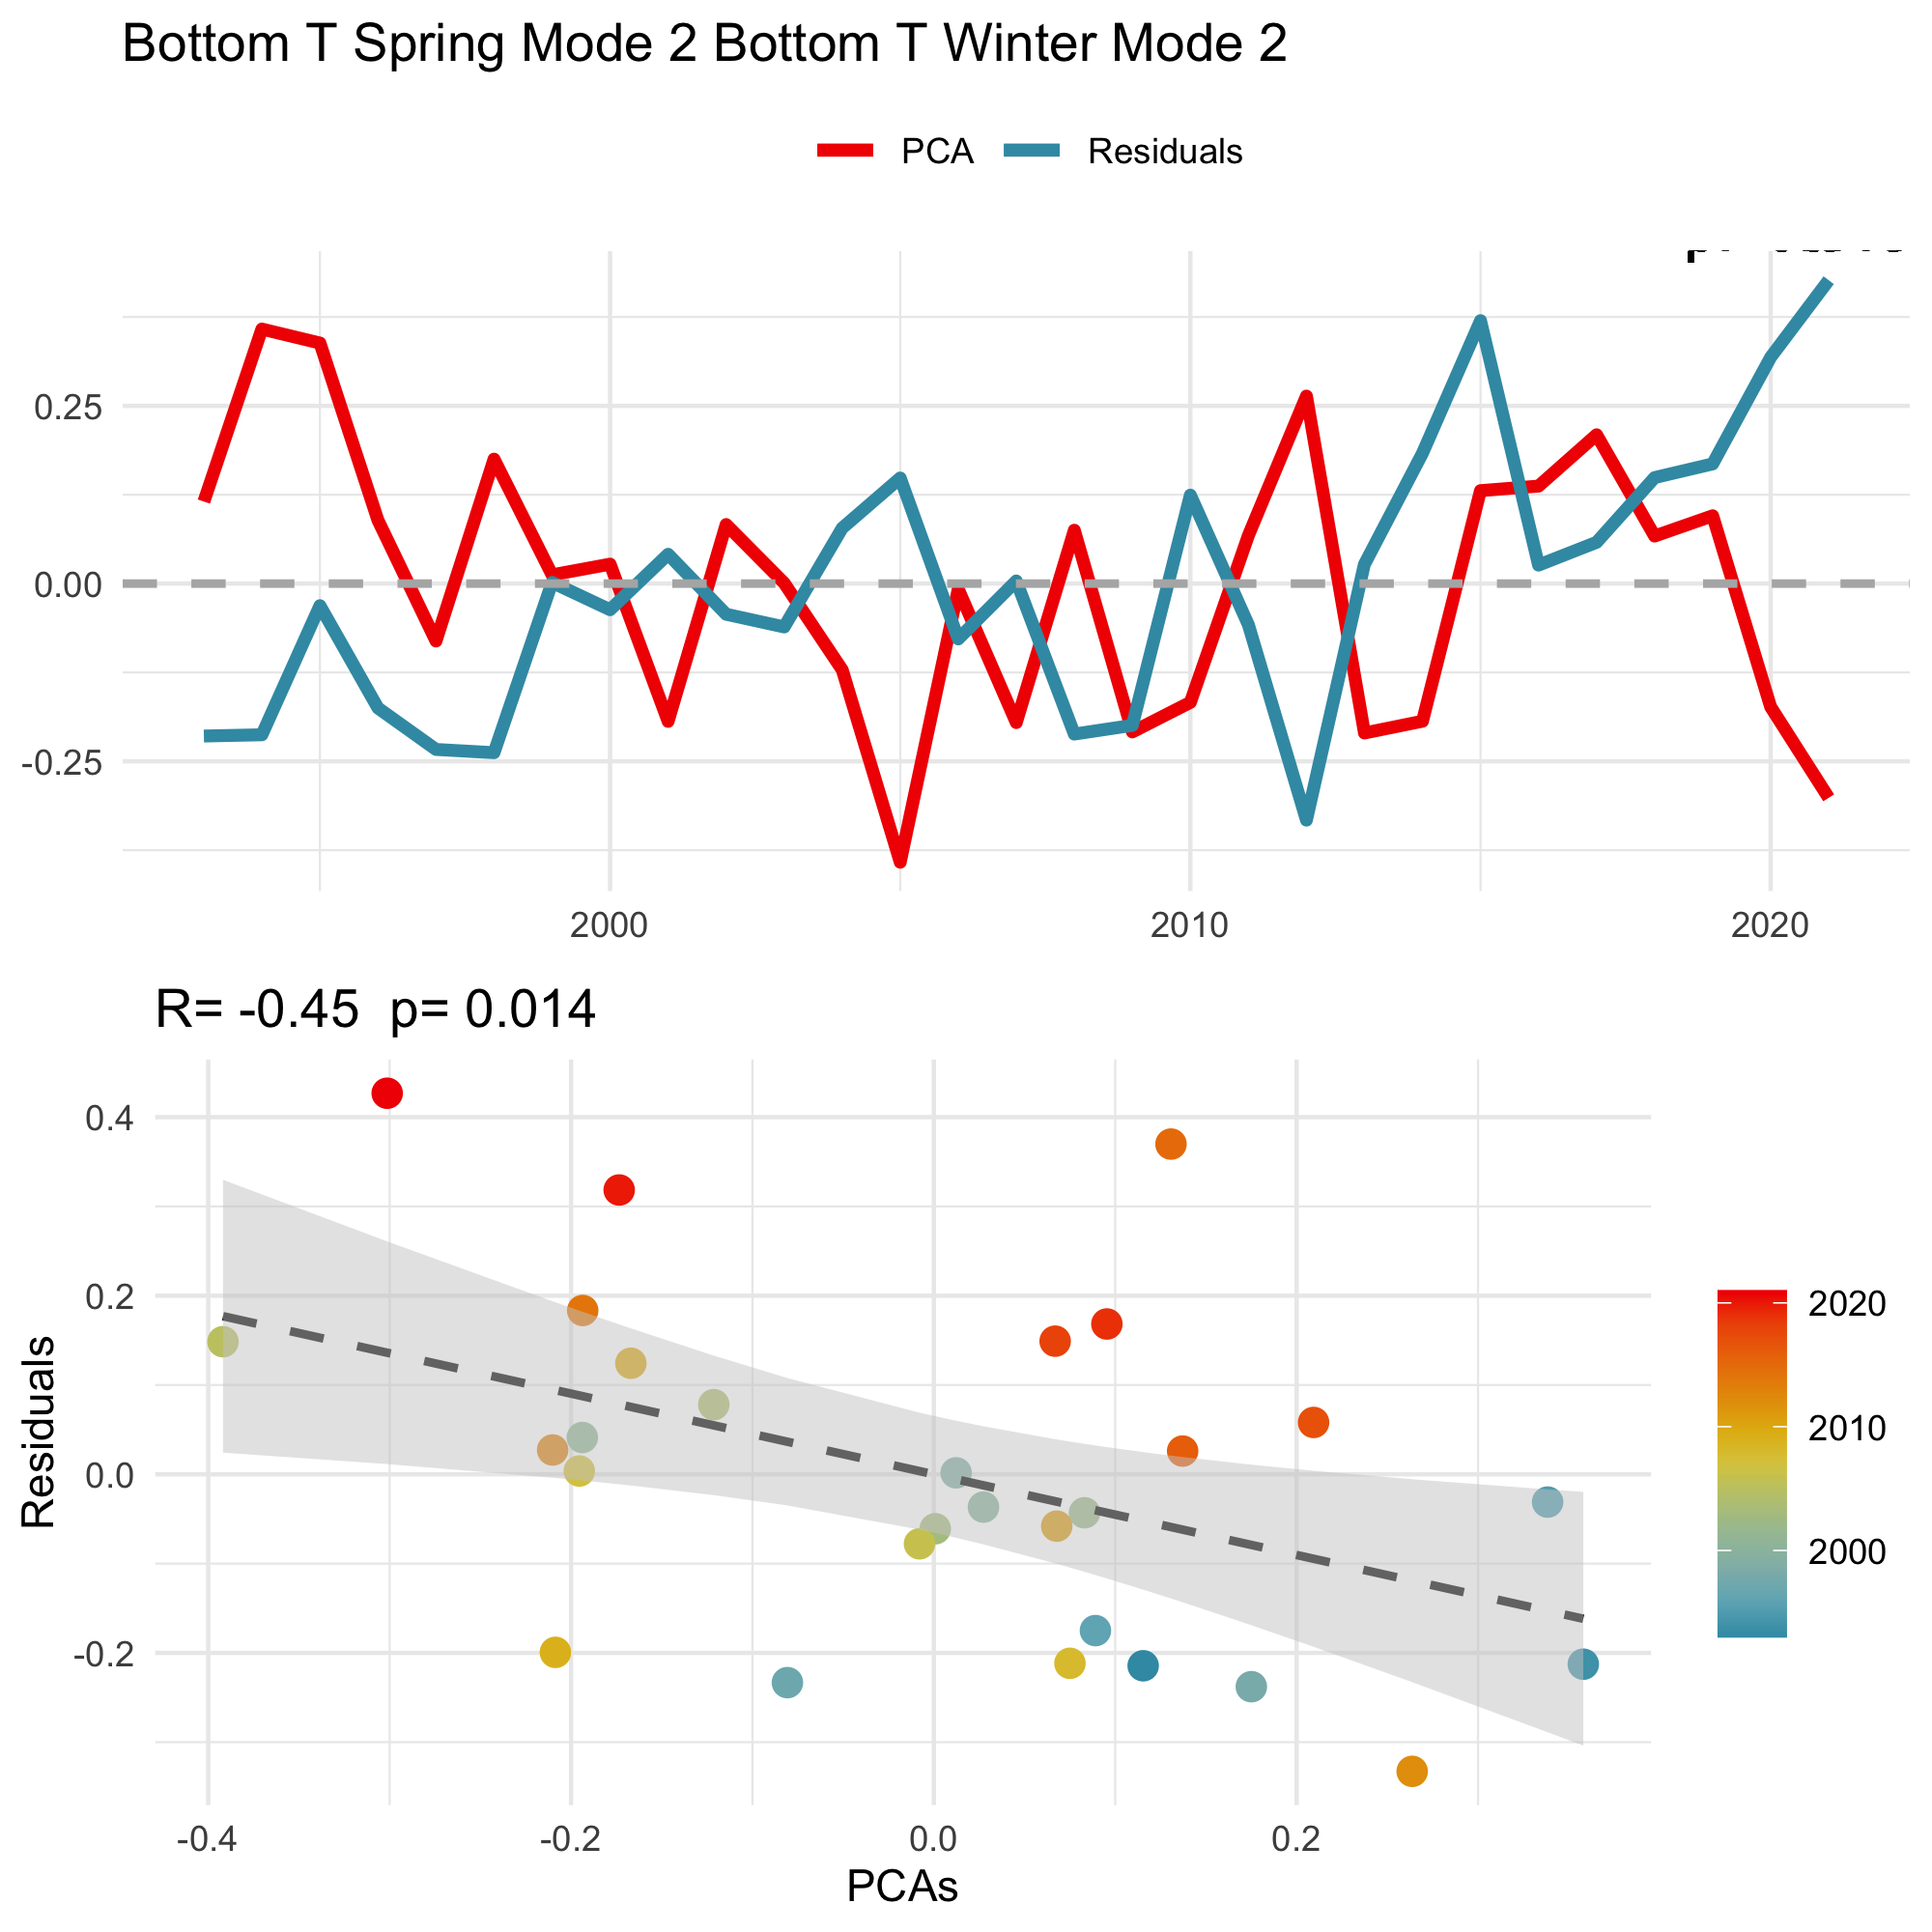 Bottom T Spring Mode 2 Bottom T Winter Mode 2
PCA Residuals
0.25
0.00
-0.25
2000 2010 2020
R= -0.45  p= 0.014
Residuals
0.4
0.2
0.0
-0.2
-0.4 -0.2 0.0 0.2
PCAs
2020
2010
2000